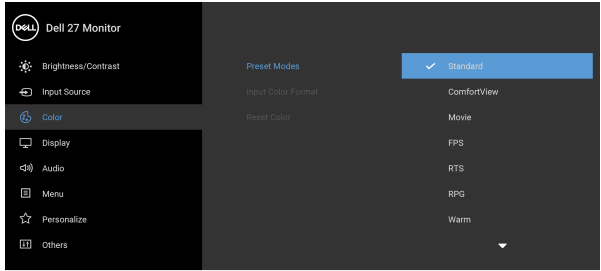 DELL Dell 27 Monitor
Brightness/Contrast
Input Source
Color
Display
Audio
Menu
Personalize
Others
Preset Modes
Input Color Format
Reset Color
Standard
ComfortView
Movie
FPS
RTS
RPG
Warm